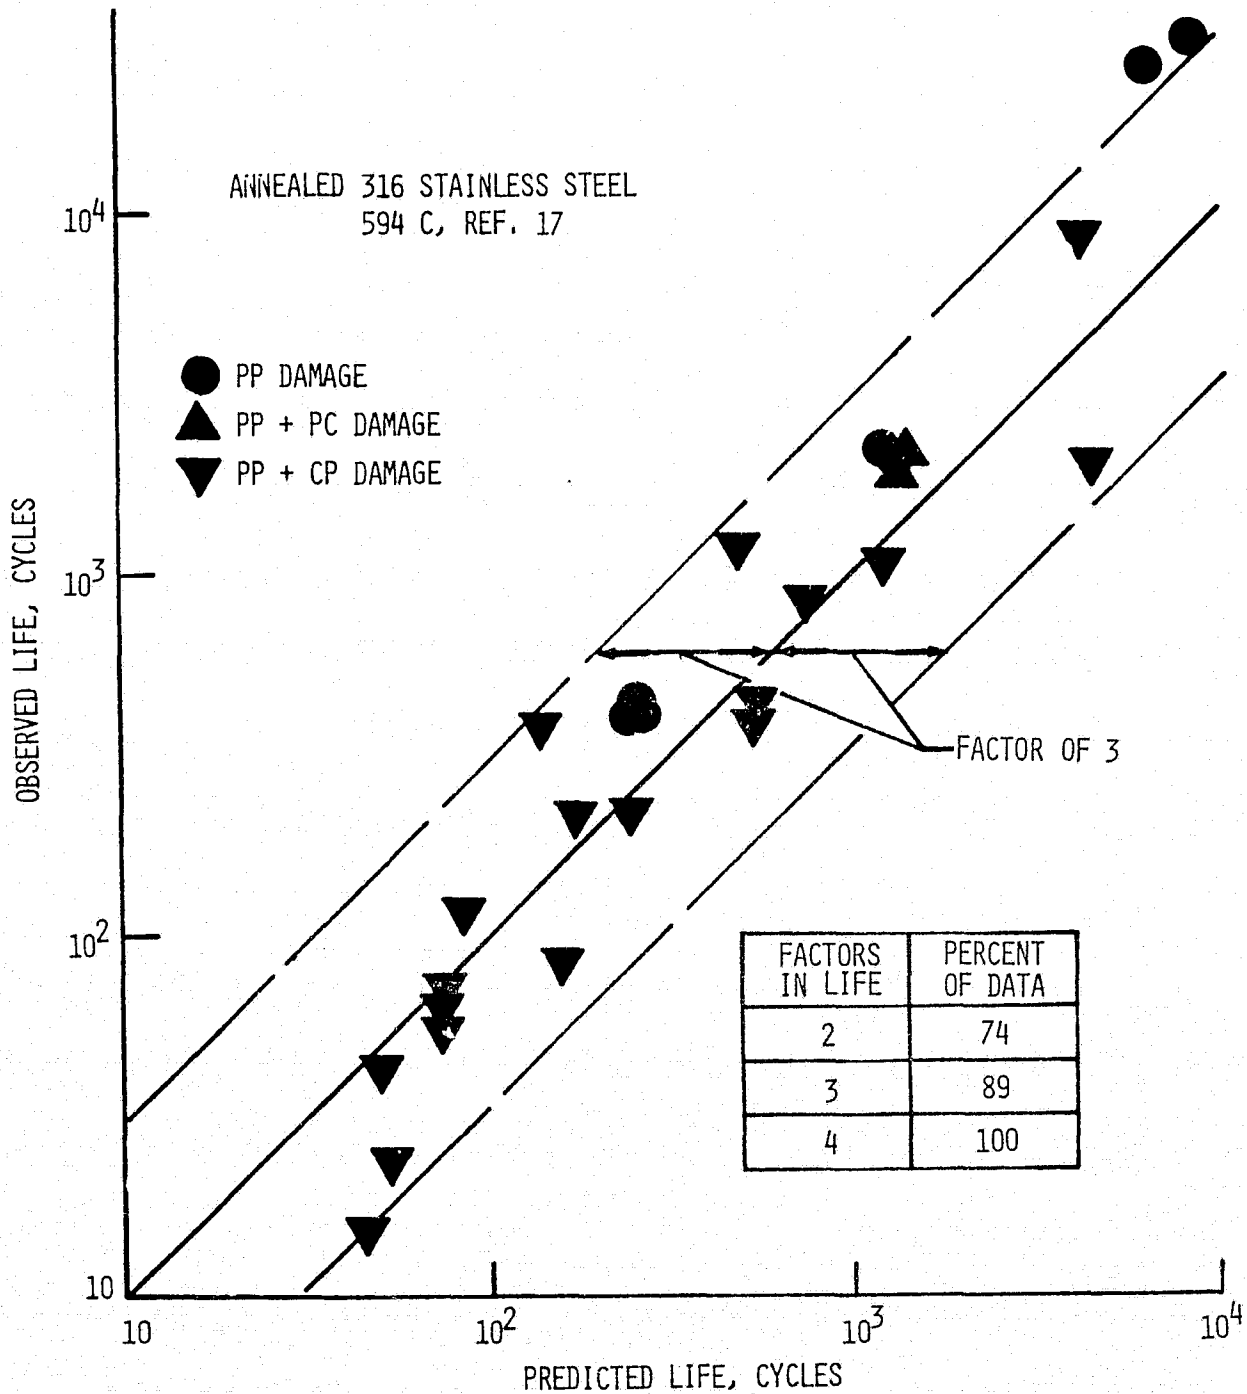 ANNEALED 316 STAINLESS STEEL
594 C, REF. 17
PP DAMAGE
PP + PC DAMAGE
PP + CP DAMAGE
OBSERVED LIFE, CYCLES
10⁴
10³
10²
10
FACTOR OF 3
FACTORS IN LIFE
PERCENT OF DATA
2 74
3 89
4 100
10 10² 10³ 10⁴
PREDICTED LIFE, CYCLES